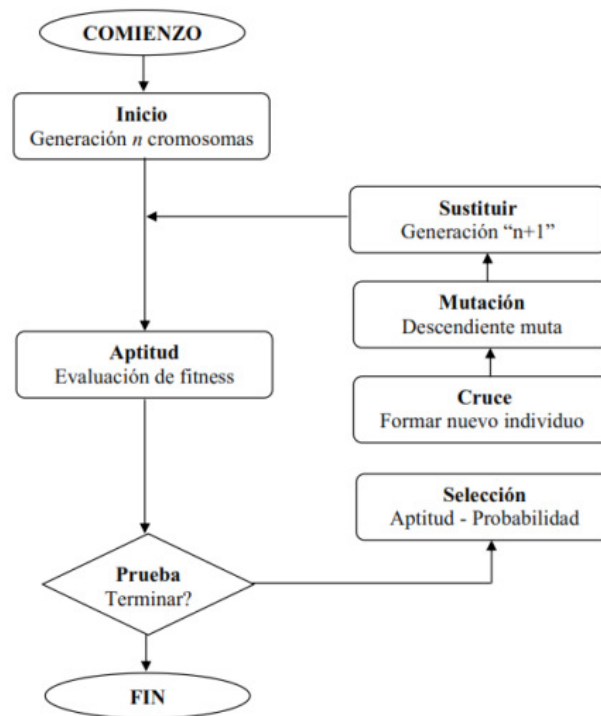 COMIENZO
Inicio
Generación n cromosomas
Sustituir
Generación “n+1”
Mutación
Descendiente muta
Aptitud
Evaluación de fitness
Cruce
Formar nuevo individuo
Selección
Aptitud - Probabilidad
Prueba
Terminar?
FIN